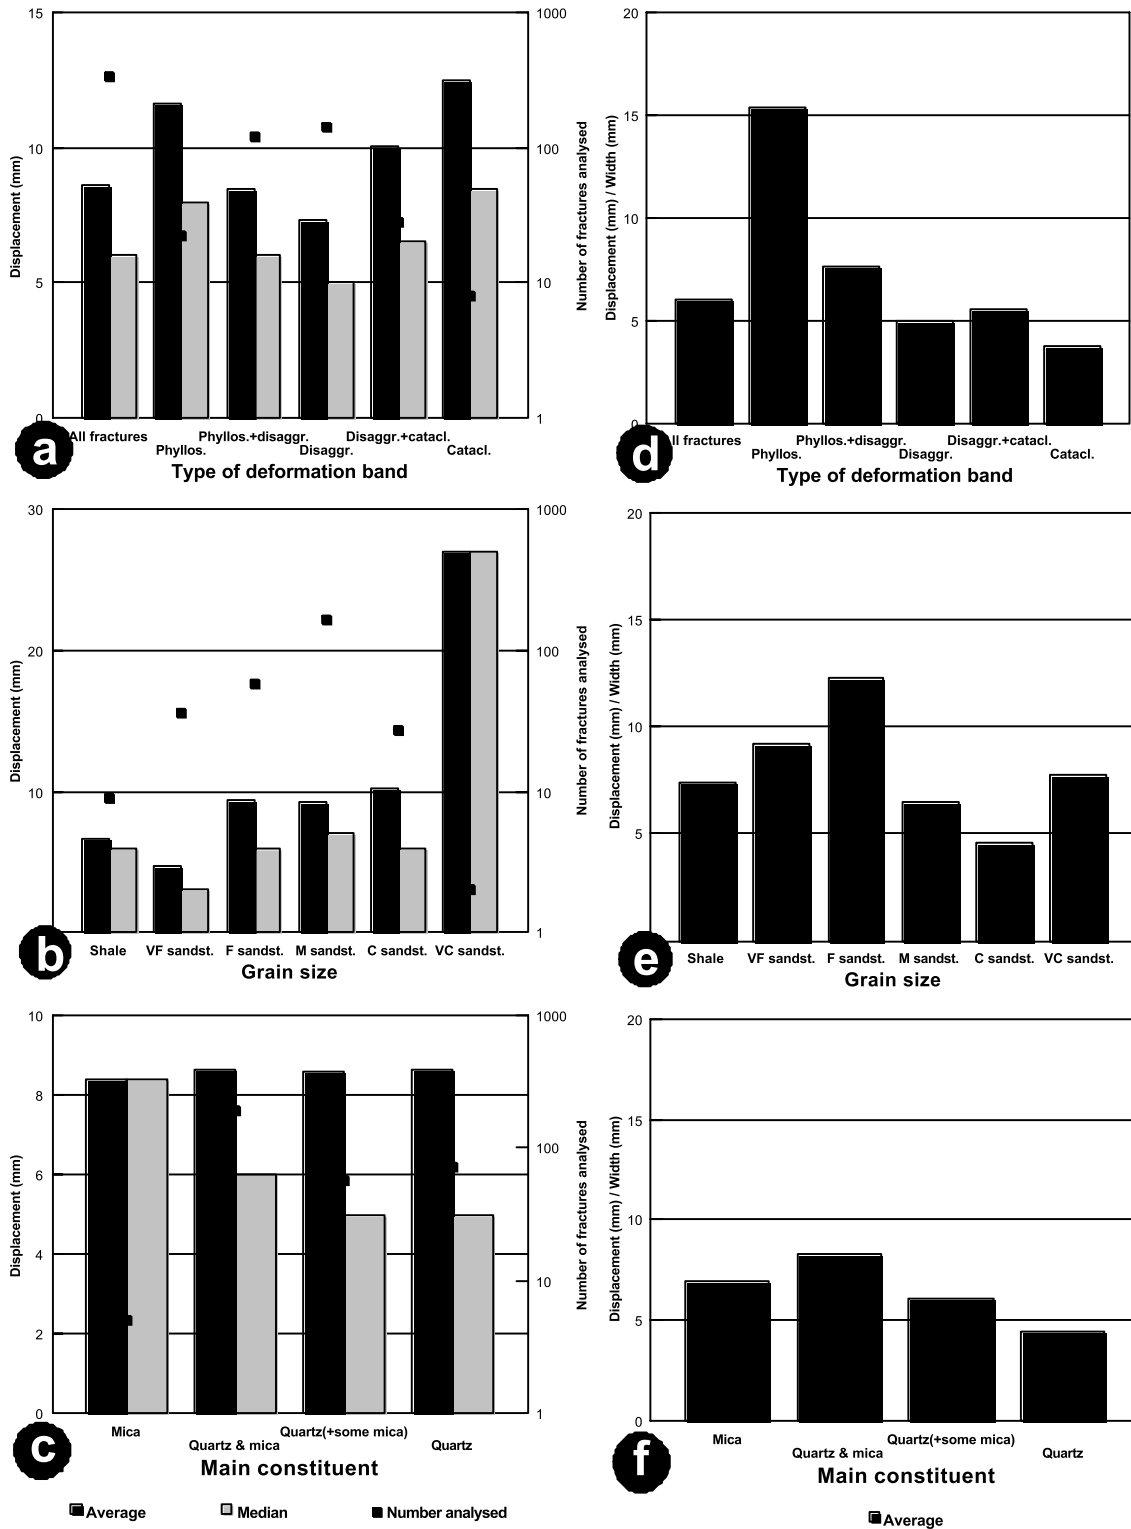 15
10
5
0
Displacement (mm)
1000
100
10
1
Number of fractures analysed
All fractures
Phyllos.
Phyllos.+disaggr.
Disaggr.
Disaggr.+catacl.
Catacl.
Type of deformation band
a
20
15
10
5
0
Displacement (mm) / Width (mm)
ll fractures
Phyllos.
Phyllos.+disaggr.
Disaggr.
Disaggr.+catacl.
Catacl.
Type of deformation band
d
30
20
10
Displacement (mm)
1000
100
10
1
Number of fractures analysed
Shale VF sandst. F sandst. M sandst. C sandst. VC sandst.
Grain size
b
20
15
10
5
Displacement (mm) / Width (mm)
Shale VF sandst. F sandst. M sandst. C sandst. VC sandst.
Grain size
e
10
8
6
4
2
0
Displacement (mm)
1000
100
10
1
Number of fractures analysed
Mica
Quartz & mica
Quartz(+some mica)
Quartz
Main constituent
c
Average Median Number analysed
20
15
10
5
0
Displacement (mm) / Width (mm)
Mica
Quartz & mica
Quartz(+some mica)
Quartz
Main constituent
f
Average